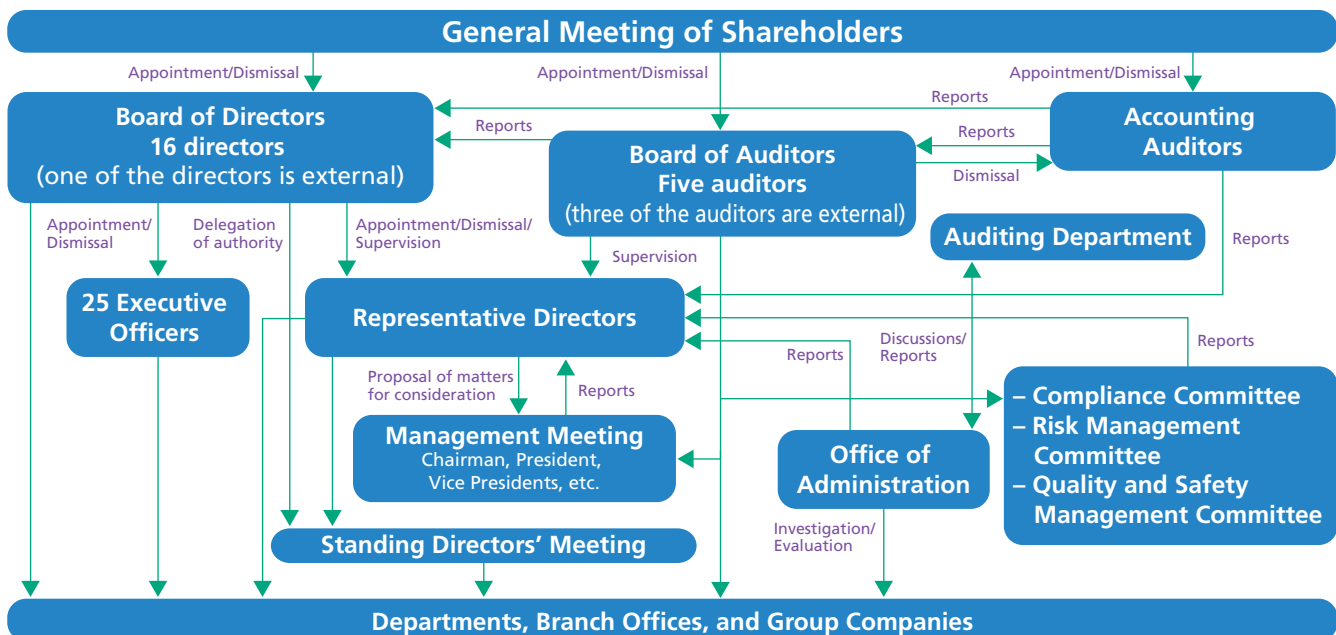 General Meeting of Shareholders
Appointment/Dismissal
Appointment/Dismissal
Appointment/Dismissal
Board of Directors
16 directors
(one of the directors is external)
Reports
Reports
Reports
Dismissal
Board of Auditors
Five auditors
(three of the auditors are external)
Accounting
Auditors
Appointment/
Dismissal
Delegation
of authority
Appointment/Dismissal/
Supervision
Supervision
Auditing Department
Reports
25 Executive
Officers
Representative Directors
Proposal of matters
for consideration
Reports
Reports
Discussions/
Reports
Reports
Management Meeting
Chairman, President,
Vice Presidents, etc.
Office of
Administration
– Compliance Committee
– Risk Management
Committee
– Quality and Safety
Management Committee
Investigation/
Evaluation
Standing Directors’ Meeting
Departments, Branch Offices, and Group Companies